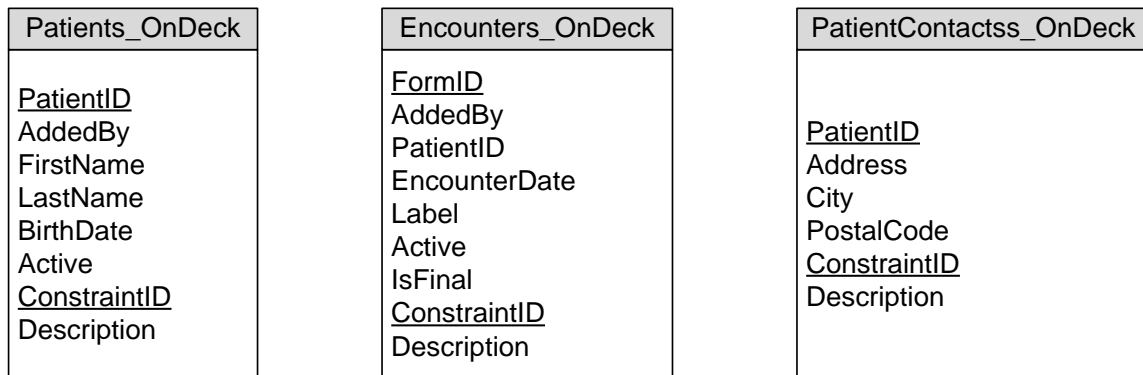 Patients_OnDeck
PatientID
AddedBy
FirstName
LastName
BirthDate
Active
ConstraintID
Description
Encounters_OnDeck
FormID
AddedBy
PatientID
EncounterDate
Label
Active
IsFinal
ConstraintID
Description
PatientContactss_OnDeck
PatientID
Address
City
PostalCode
ConstraintID
Description